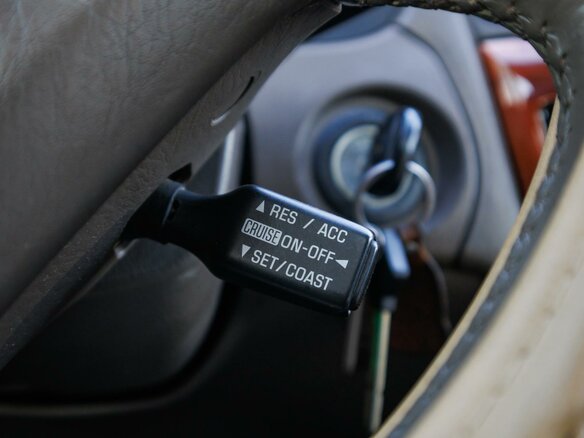 ▲ RES / ACC
CRUISE ON-OFF ◄
▼ SET/COAST